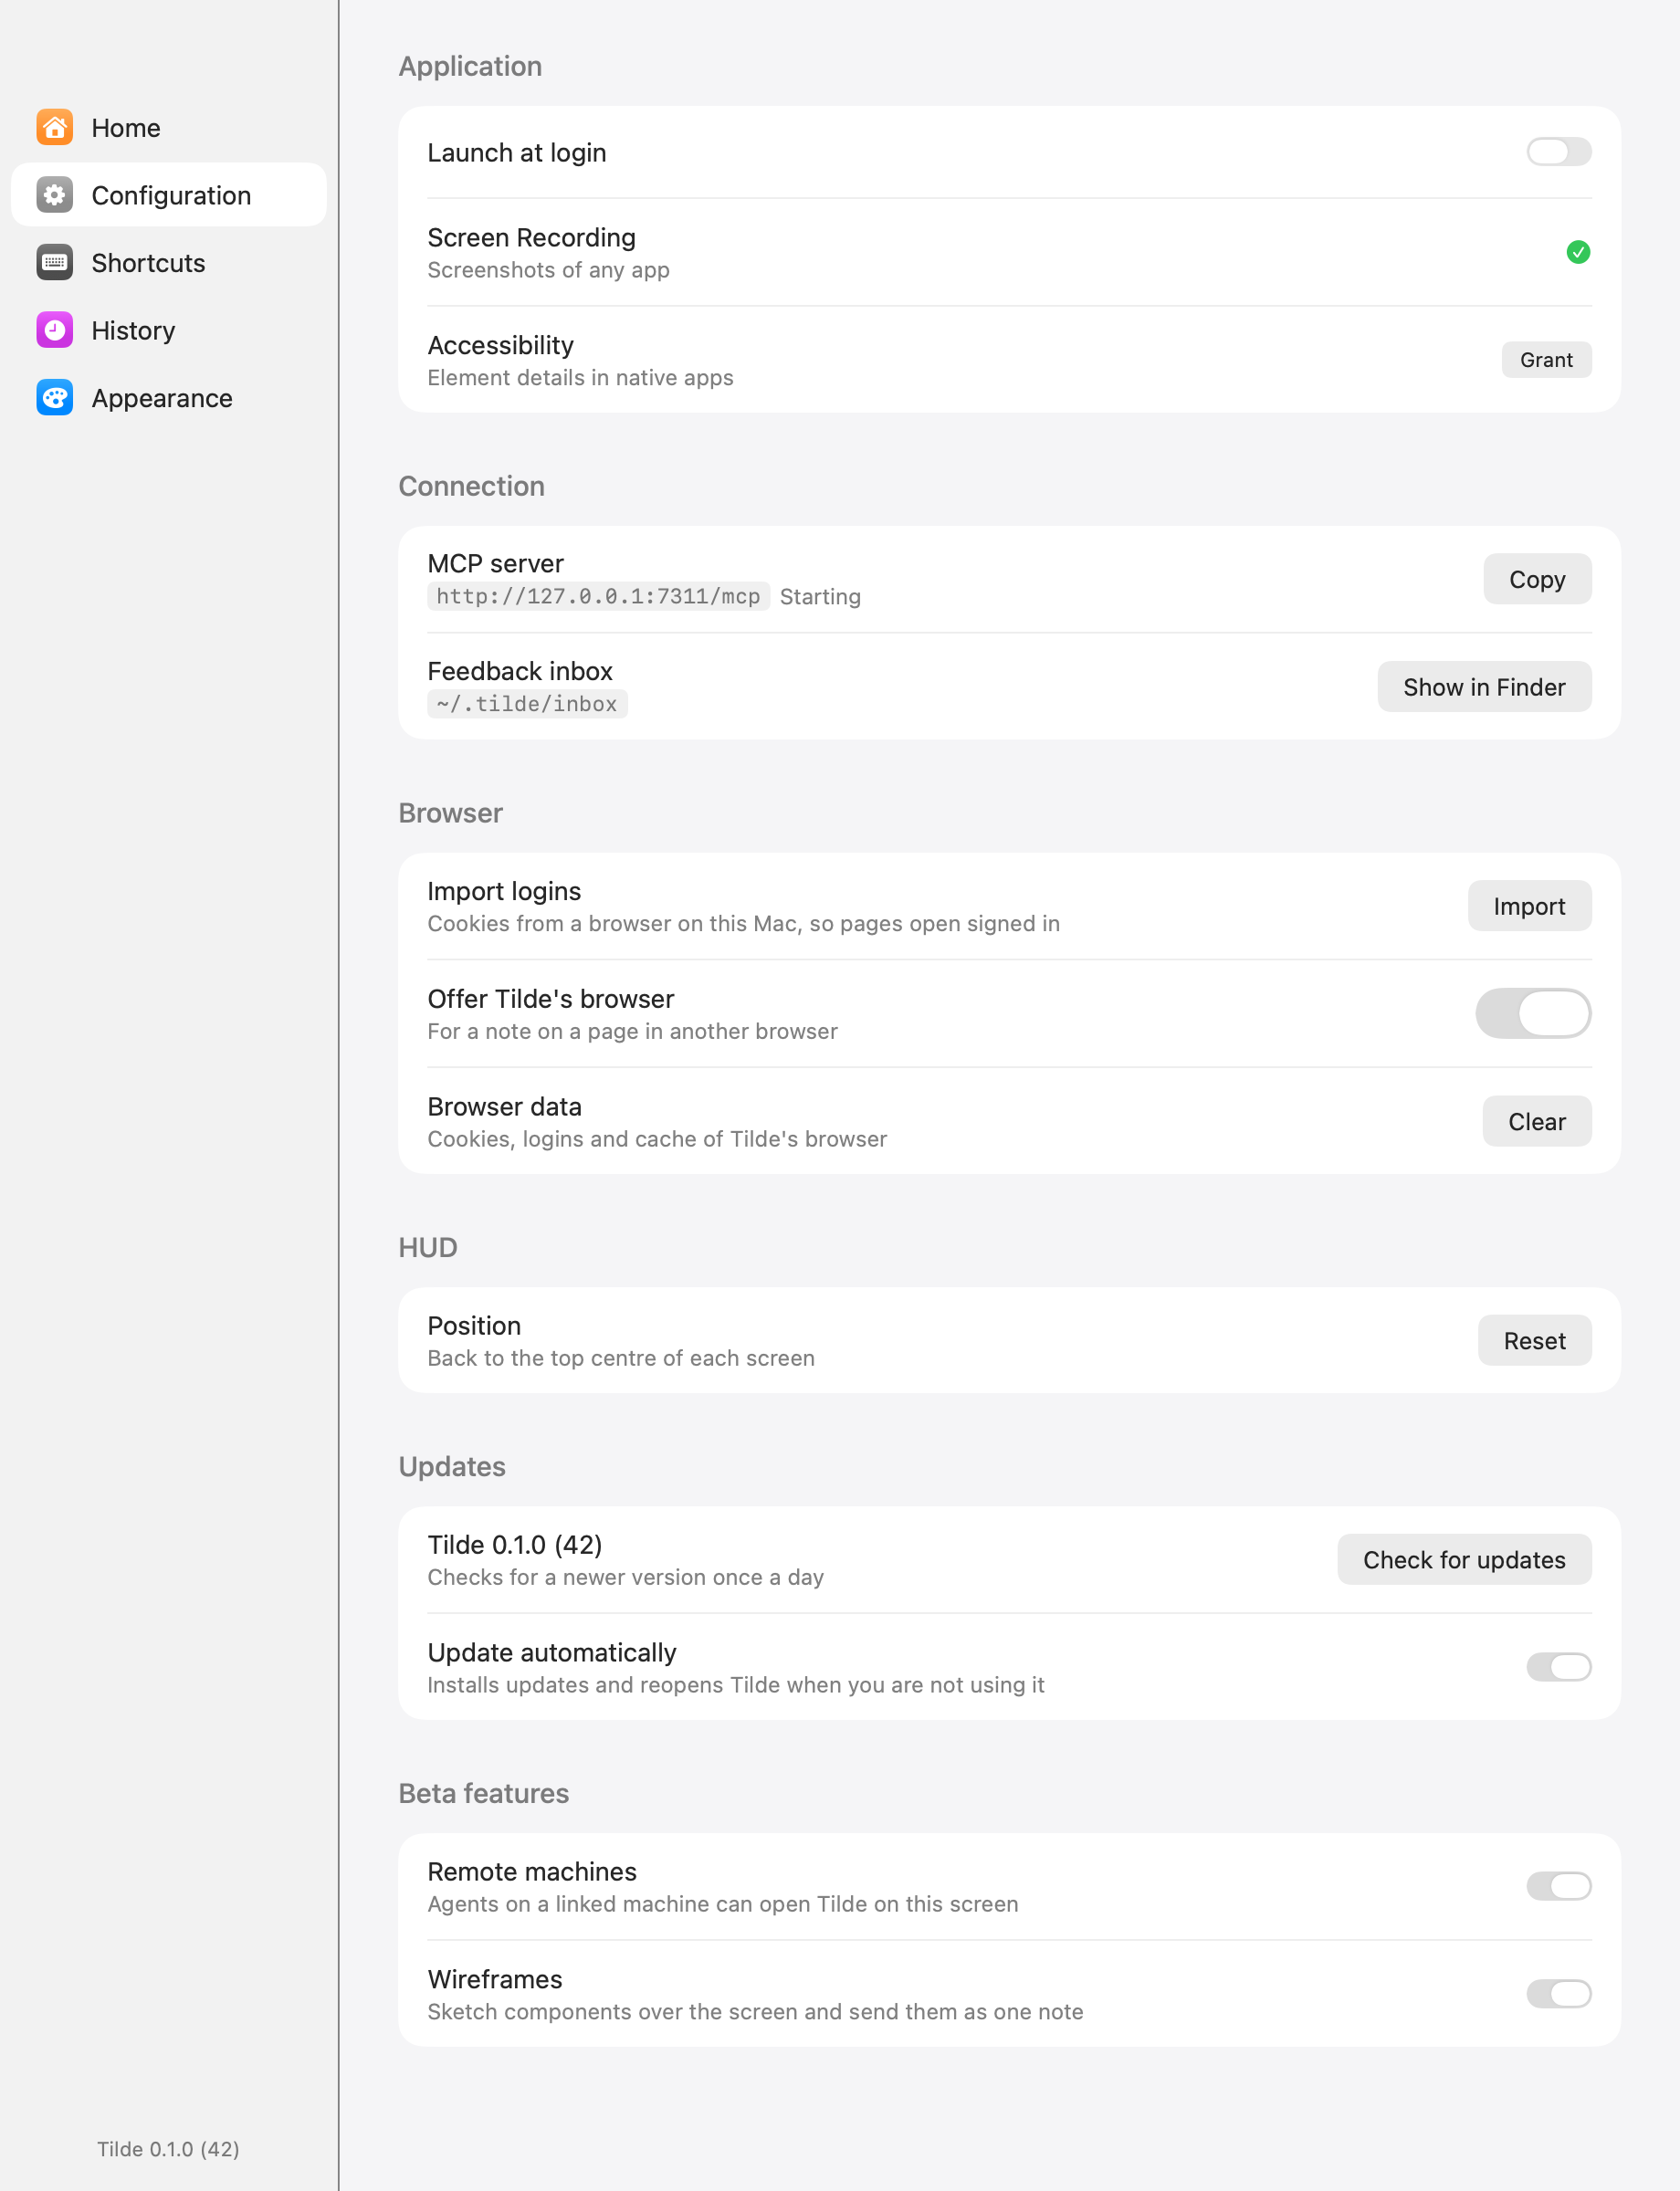 Home
Configuration
Shortcuts
History
Appearance
Tilde 0.1.0 (42)
Application
Launch at login
Screen Recording
Screenshots of any app
Accessibility
Element details in native apps
Grant
Connection
MCP server
http://127.0.0.1:7311/mcp Starting
Copy
Feedback inbox
~/.tilde/inbox
Show in Finder
Browser
Import logins
Cookies from a browser on this Mac, so pages open signed in
Import
Offer Tilde's browser
For a note on a page in another browser
Browser data
Cookies, logins and cache of Tilde's browser
Clear
HUD
Position
Back to the top centre of each screen
Reset
Updates
Tilde 0.1.0 (42)
Checks for a newer version once a day
Check for updates
Update automatically
Installs updates and reopens Tilde when you are not using it
Beta features
Remote machines
Agents on a linked machine can open Tilde on this screen
Wireframes
Sketch components over the screen and send them as one note